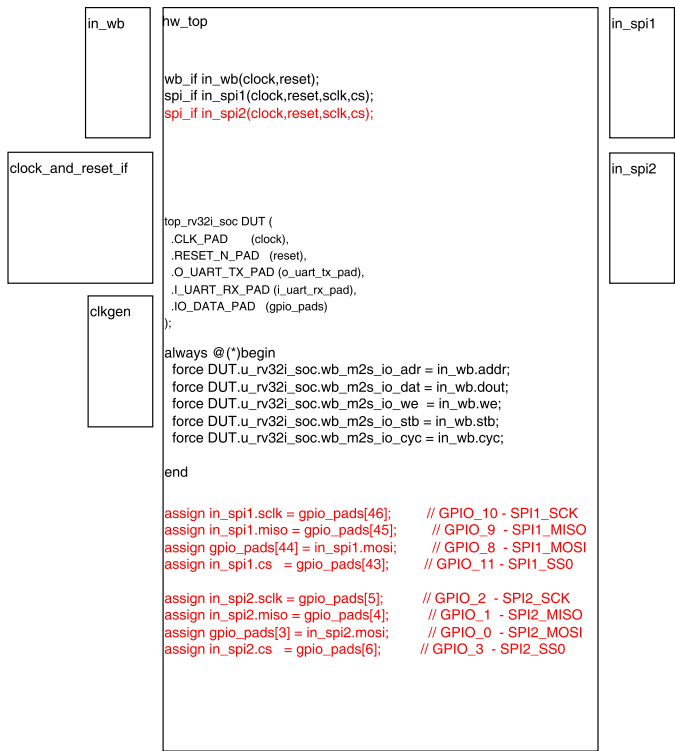 in_wb
hw_top
in_spi1
wb_if in_wb(clock,reset);
spi_if in_spi1(clock,reset,sclk,cs);
spi_if in_spi2(clock,reset,sclk,cs);
clock_and_reset_if
in_spi2
top_rv32i_soc DUT (
.CLK_PAD (clock),
.RESET_N_PAD (reset),
.O_UART_TX_PAD (o_uart_tx_pad),
.I_UART_RX_PAD (i_uart_rx_pad),
.IO_DATA_PAD (gpio_pads)
);
clkgen
always @(*)begin
force DUT.u_rv32i_soc.wb_m2s_io_adr = in_wb.addr;
force DUT.u_rv32i_soc.wb_m2s_io_dat = in_wb.dout;
force DUT.u_rv32i_soc.wb_m2s_io_we = in_wb.we;
force DUT.u_rv32i_soc.wb_m2s_io_stb = in_wb.stb;
force DUT.u_rv32i_soc.wb_m2s_io_cyc = in_wb.cyc;
end
assign in_spi1.sclk = gpio_pads[46]; // GPIO_10 - SPI1_SCK
assign in_spi1.miso = gpio_pads[45]; // GPIO_9 - SPI1_MISO
assign gpio_pads[44] = in_spi1.mosi; // GPIO_8 - SPI1_MOSI
assign in_spi1.cs = gpio_pads[43]; // GPIO_11 - SPI1_SS0
assign in_spi2.sclk = gpio_pads[5]; // GPIO_2 - SPI2_SCK
assign in_spi2.miso = gpio_pads[4]; // GPIO_1 - SPI2_MISO
assign gpio_pads[3] = in_spi2.mosi; // GPIO_0 - SPI2_MOSI
assign in_spi2.cs = gpio_pads[6]; // GPIO_3 - SPI2_SS0